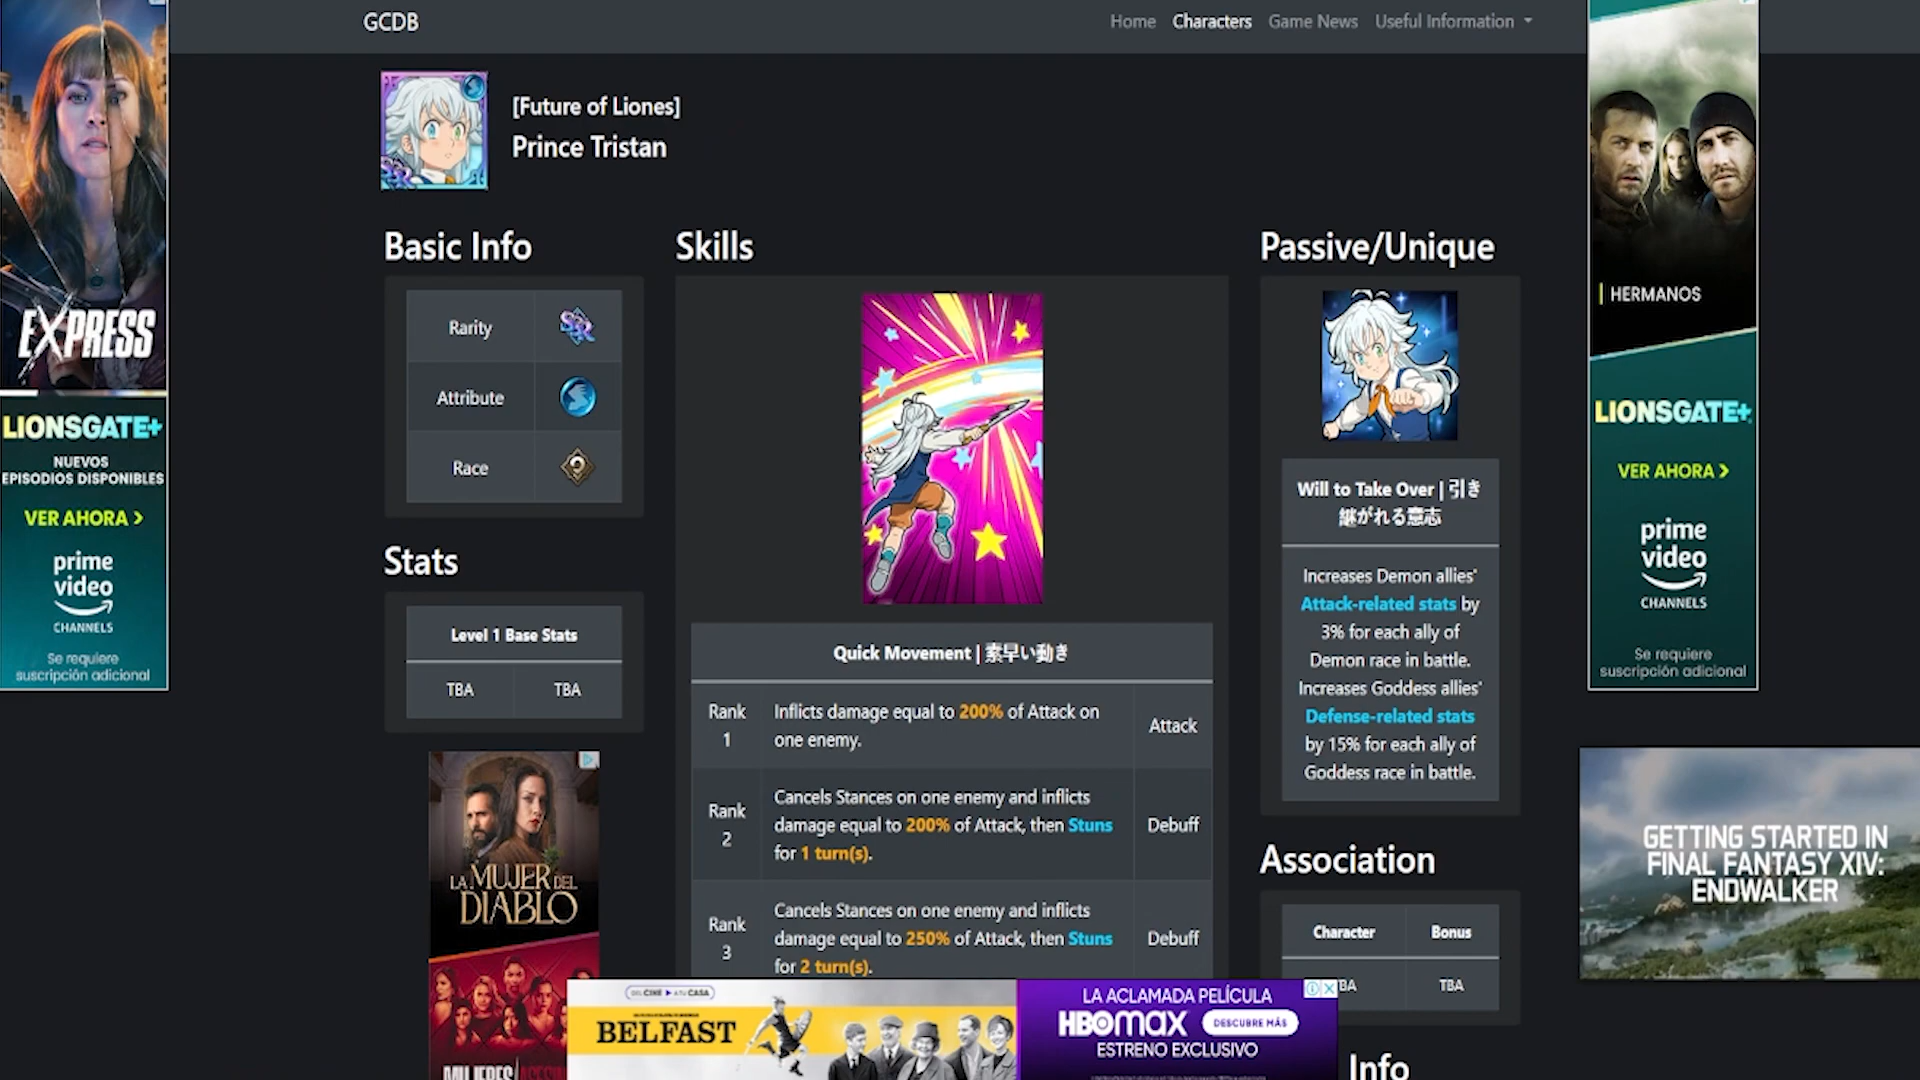 GCDB
Home
Characters
Game News
Useful Information
[Future of Liones]
Prince Tristan
Basic Info
Rarity
SSR
Attribute
Race
Stats
Level 1 Base Stats
TBA
TBA
Skills
Quick Movement | 素早い動き
Rank
1
Inflicts damage equal to 200% of Attack on
one enemy.
Attack
Rank
2
Cancels Stances on one enemy and inflicts
damage equal to 200% of Attack, then Stuns
for 1 turn(s).
Debuff
Rank
3
Cancels Stances on one enemy and inflicts
damage equal to 250% of Attack, then Stuns
for 2 turn(s).
Debuff
Passive/Unique
Will to Take Over | 引き
継がれる意志
Increases Demon allies'
Attack-related stats by
3% for each ally of
Demon race in battle.
Increases Goddess allies'
Defense-related stats
by 15% for each ally of
Goddess race in battle.
Association
Character
Bonus
TBA
Info
EXPRESS
LIONSGATE+
NUEVOS
EPISODIOS DISPONIBLES
VER AHORA >
prime
video
CHANNELS
Se requiere
suscripción adicional
HERMANOS
LIONSGATE+
VER AHORA >
prime
video
CHANNELS
Se requiere
suscripción adicional
LA MUJER DEL
DIABLO
MUJERES
DEL CINE A TU CASA
BELFAST
LA ACLAMADA PELÍCULA
HBOMAX
DESCUBRE MÁS
ESTRENO EXCLUSIVO
GETTING STARTED IN
FINAL FANTASY XIV:
ENDWALKER